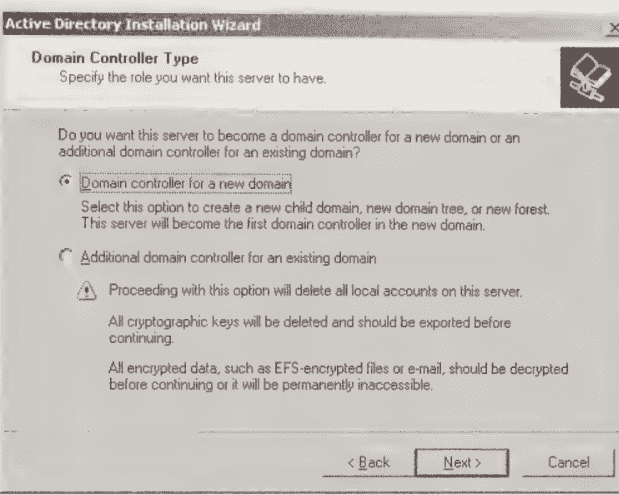 Active Directory Installation Wizard
Domain Controller Type
Specify the role you want this server to have.
Do you want this server to become a domain controller for a new domain or an
additional domain controller for an existing domain?
Domain controller for a new domain
Select this option to create a new child domain, new domain tree, or new forest.
This server will become the first domain controller in the new domain.
Additional domain controller for an existing domain
Proceeding with this option will delete all local accounts on this server.
All cryptographic keys will be deleted and should be exported before
continuing.
All encrypted data, such as EFS-encrypted files or e-mail, should be decrypted
before continuing or it will be permanently inaccessible.
< Back
Next >
Cancel